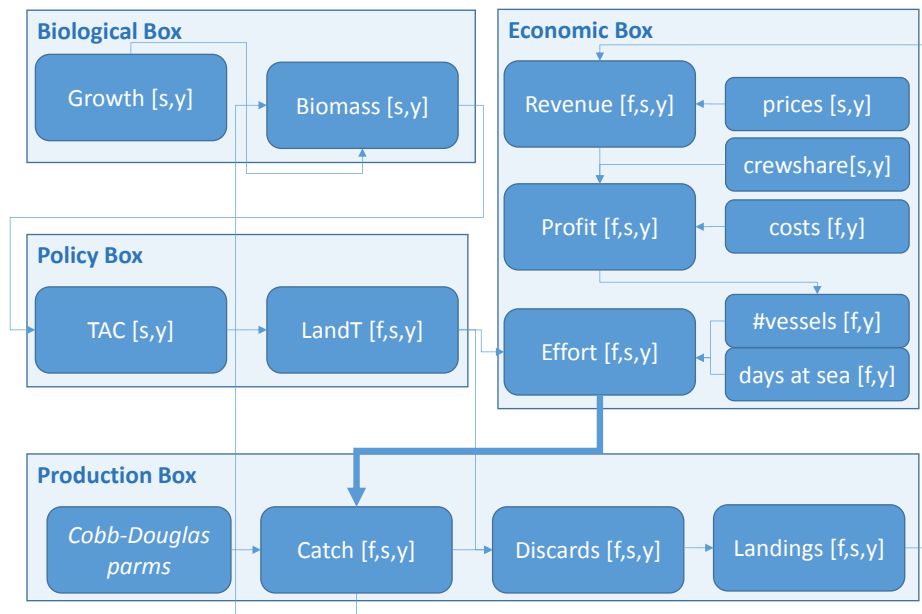 Biological Box
Growth [s,y]
Biomass [s,y]
Economic Box
Revenue [f,s,y]
prices [s,y]
crewshare[s,y]
Profit [f,s,y]
costs [f,y]
#vessels [f,y]
Effort [f,s,y]
days at sea [f,y]
Policy Box
TAC [s,y]
LandT [f,s,y]
Production Box
Cobb-Douglas
parms
Catch [f,s,y]
Discards [f,s,y]
Landings [f,s,y]